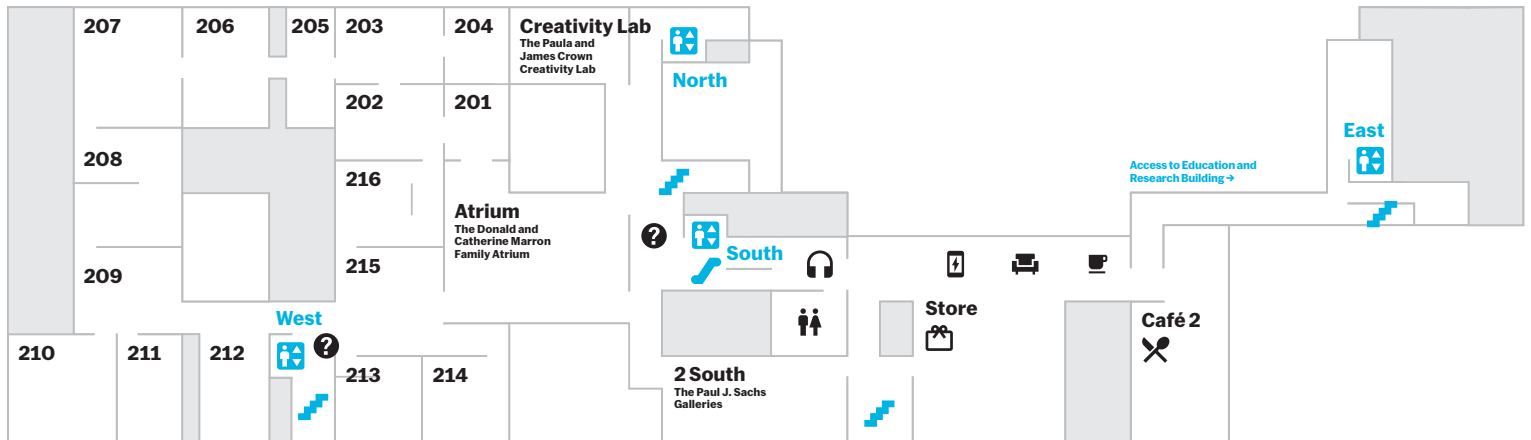 207
206
205
203
204
Creativity Lab
The Paula and
James Crown
Creativity Lab
North
202
201
208
East
216
Access to Education and
Research Building →
Atrium
The Donald and
Catherine Marron
Family Atrium
?
South
215
209
West
Store
Café 2
210
211
212
?
213
214
2 South
The Paul J. Sachs
Galleries